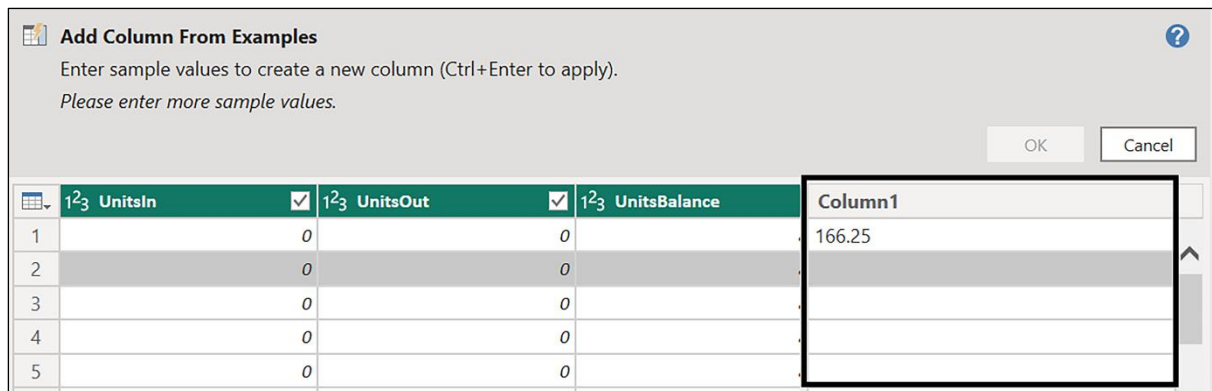 Add Column From Examples
Enter sample values to create a new column (Ctrl+Enter to apply).
Please enter more sample values.
OK Cancel
1²3 UnitsIn 1²3 UnitsOut 1²3 UnitsBalance Column1
1 0 0 166.25
2 0 0
3 0 0
4 0 0
5 0 0